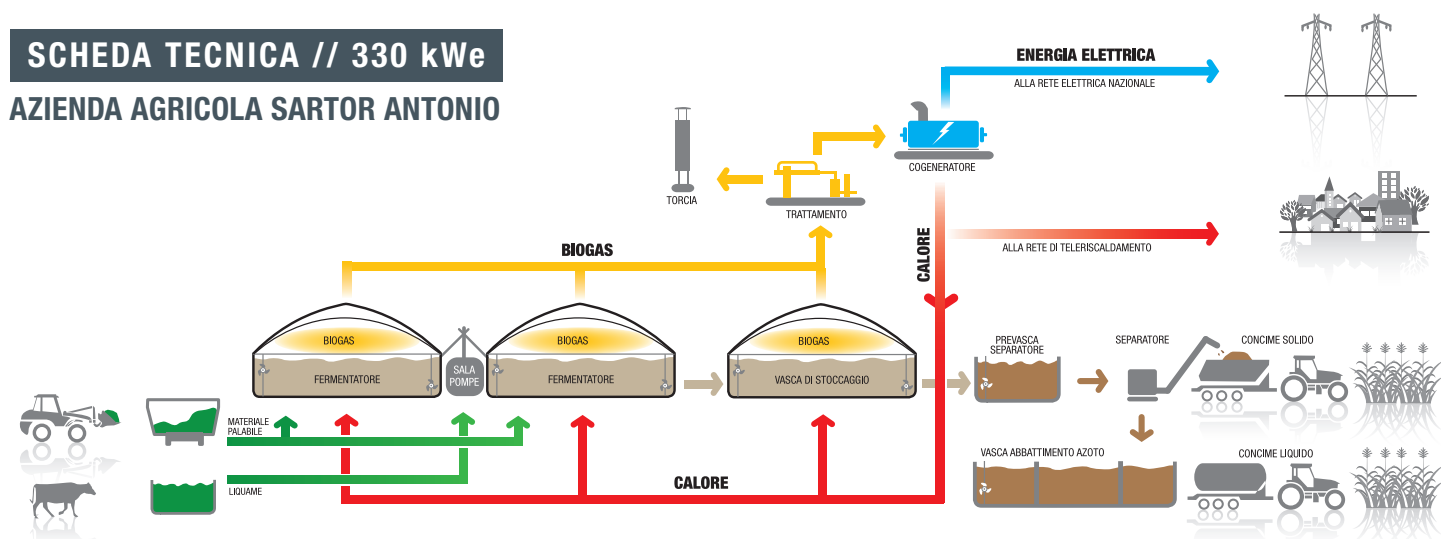 SCHEDA TECNICA // 330 kWe
AZIENDA AGRICOLA SARTOR ANTONIO
ENERGIA ELETTRICA
ALLA RETE ELETTRICA NAZIONALE
COGENERATORE
TORCIA
TRATTAMENTO
CALORE
ALLA RETE DI TELERISCALDAMENTO
BIOGAS
BIOGAS
FERMENTATORE
SALA
POMPE
BIOGAS
FERMENTATORE
BIOGAS
VASCA DI STOCCAGGIO
PREVASCA
SEPARATORE
SEPARATORE
CONCIME SOLIDO
MATERIALE
PALABILE
LIQUAME
CALORE
VASCA ABBATTIMENTO AZOTO
CONCIME LIQUIDO